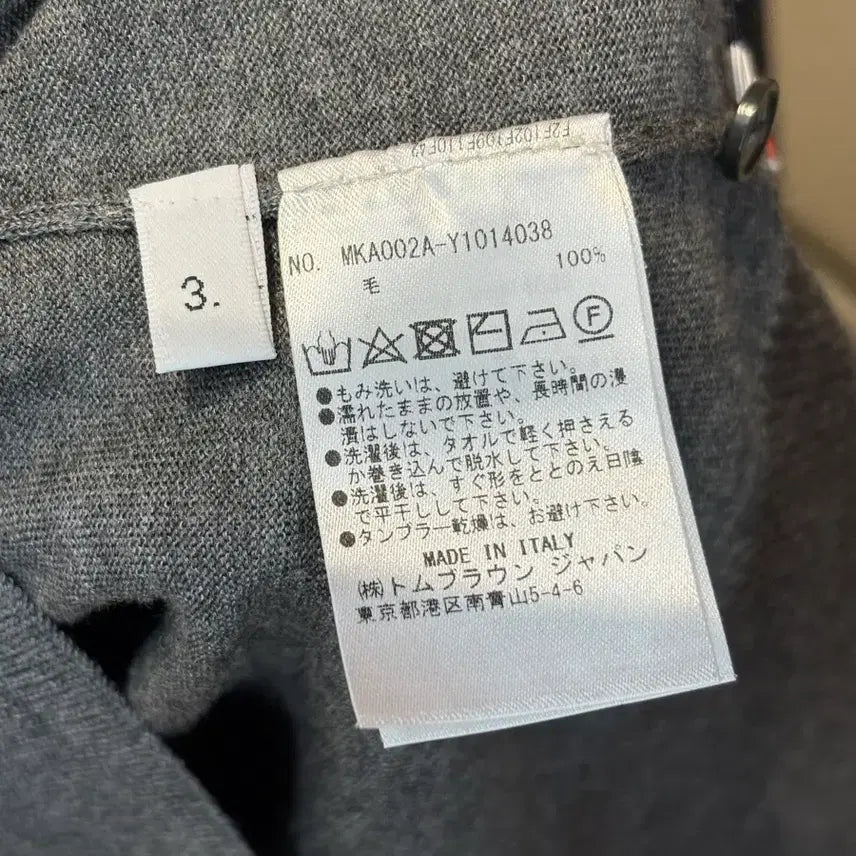 3.
NO. MKA002A-Y1014038
毛 100%
F
●もみ洗いは、避けて下さい。
●濡れたままの放置や、長時間の浸
漬はしないで下さい。
●洗濯後は、タオルで軽く押さえる
か巻き込んで脱水して下さい。
●洗濯後は、すぐ形をととのえ日陰
で平干しして下さい。
●タンブラー乾燥は、お避け下さい。
MADE IN ITALY
(株)トムブラウン ジャパン
東京都港区南青山5-4-6